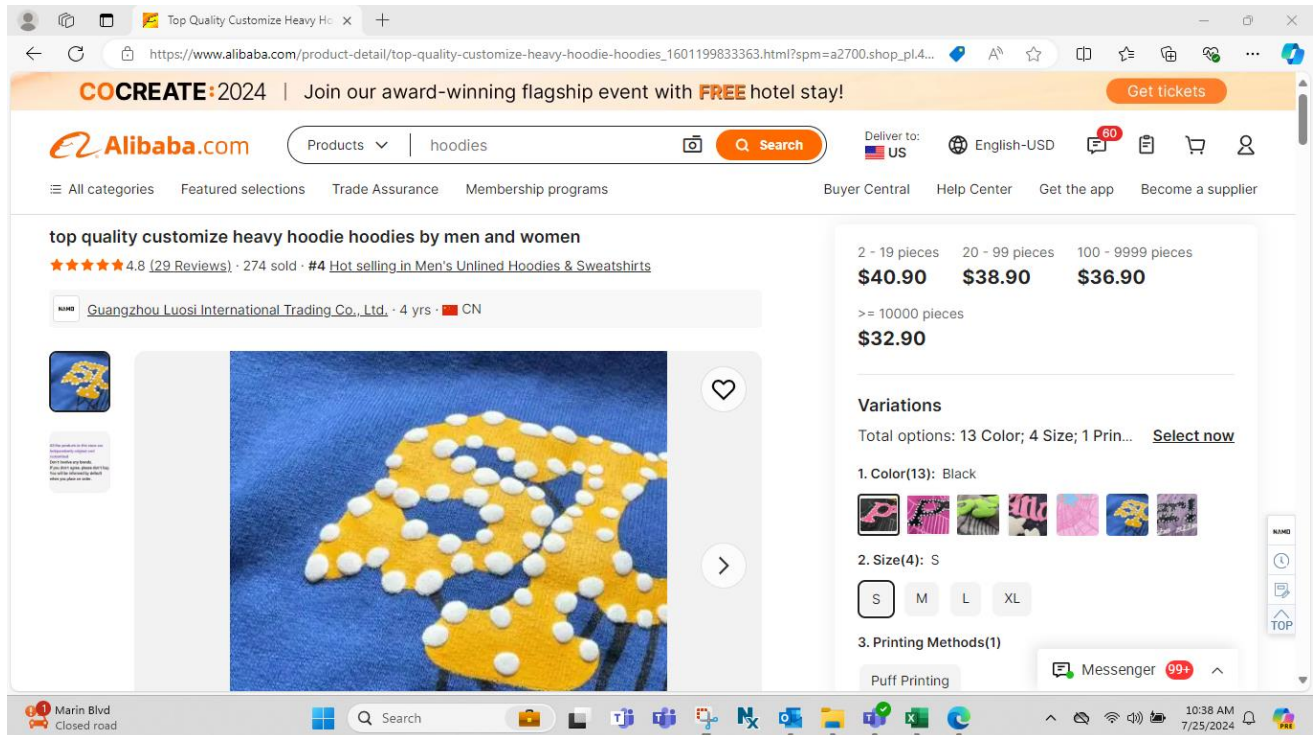 Top Quality Customize Heavy Ho
https://www.alibaba.com/product-detail/top-quality-customize-heavy-hoodie-hoodies_1601199833363.html?spm=a2700.shop_pl.4...
COCREATE:2024 | Join our award-winning flagship event with FREE hotel stay!
Get tickets
Alibaba.com
Products
hoodies
Search
Deliver to:
US
English-USD
60
All categories Featured selections Trade Assurance Membership programs
Buyer Central Help Center Get the app Become a supplier
top quality customize heavy hoodie hoodies by men and women
4.8 (29 Reviews) · 274 sold · #4 Hot selling in Men's Unlined Hoodies & Sweatshirts
NAMO
Guangzhou Luosi International Trading Co., Ltd. · 4 yrs · CN
2 - 19 pieces 20 - 99 pieces 100 - 9999 pieces
$40.90 $38.90 $36.90
>= 10000 pieces
$32.90
Variations
Total options: 13 Color; 4 Size; 1 Prin... Select now
1. Color(13): Black
2. Size(4): S
S M L XL
3. Printing Methods(1)
Puff Printing
NAMO
TOP
Messenger 99+
1
Marin Blvd
Closed road
Search
10:38 AM
7/25/2024
PRE